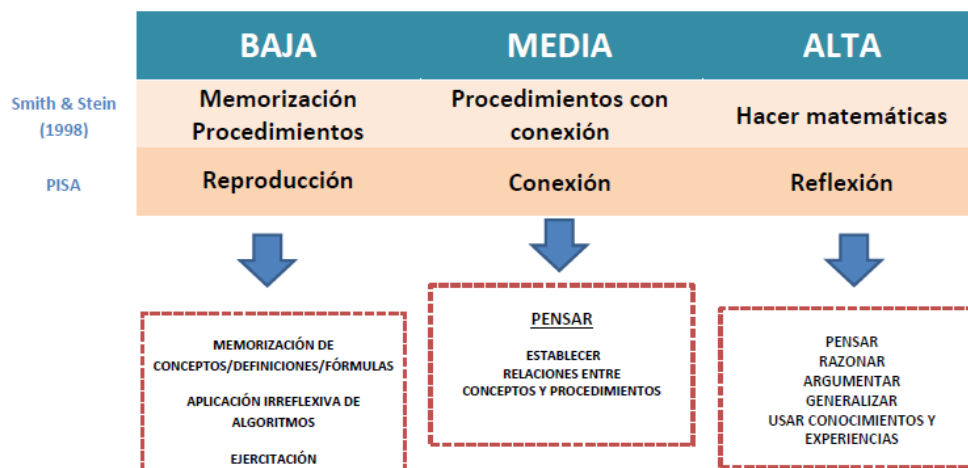 BAJA
MEDIA
ALTA
Smith & Stein
(1998)
Memorización
Procedimientos
Procedimientos con
conexión
Hacer matemáticas
PISA
Reproducción
Conexión
Reflexión
MEMORIZACIÓN DE
CONCEPTOS/DEFINICIONES/FÓRMULAS
APLICACIÓN IRREFLEXIVA DE
ALGORITMOS
EJERCITACIÓN
PENSAR
ESTABLECER
RELACIONES ENTRE
CONCEPTOS Y PROCEDIMIENTOS
PENSAR
RAZONAR
ARGUMENTAR
GENERALIZAR
USAR CONOCIMIENTOS Y
EXPERIENCIAS